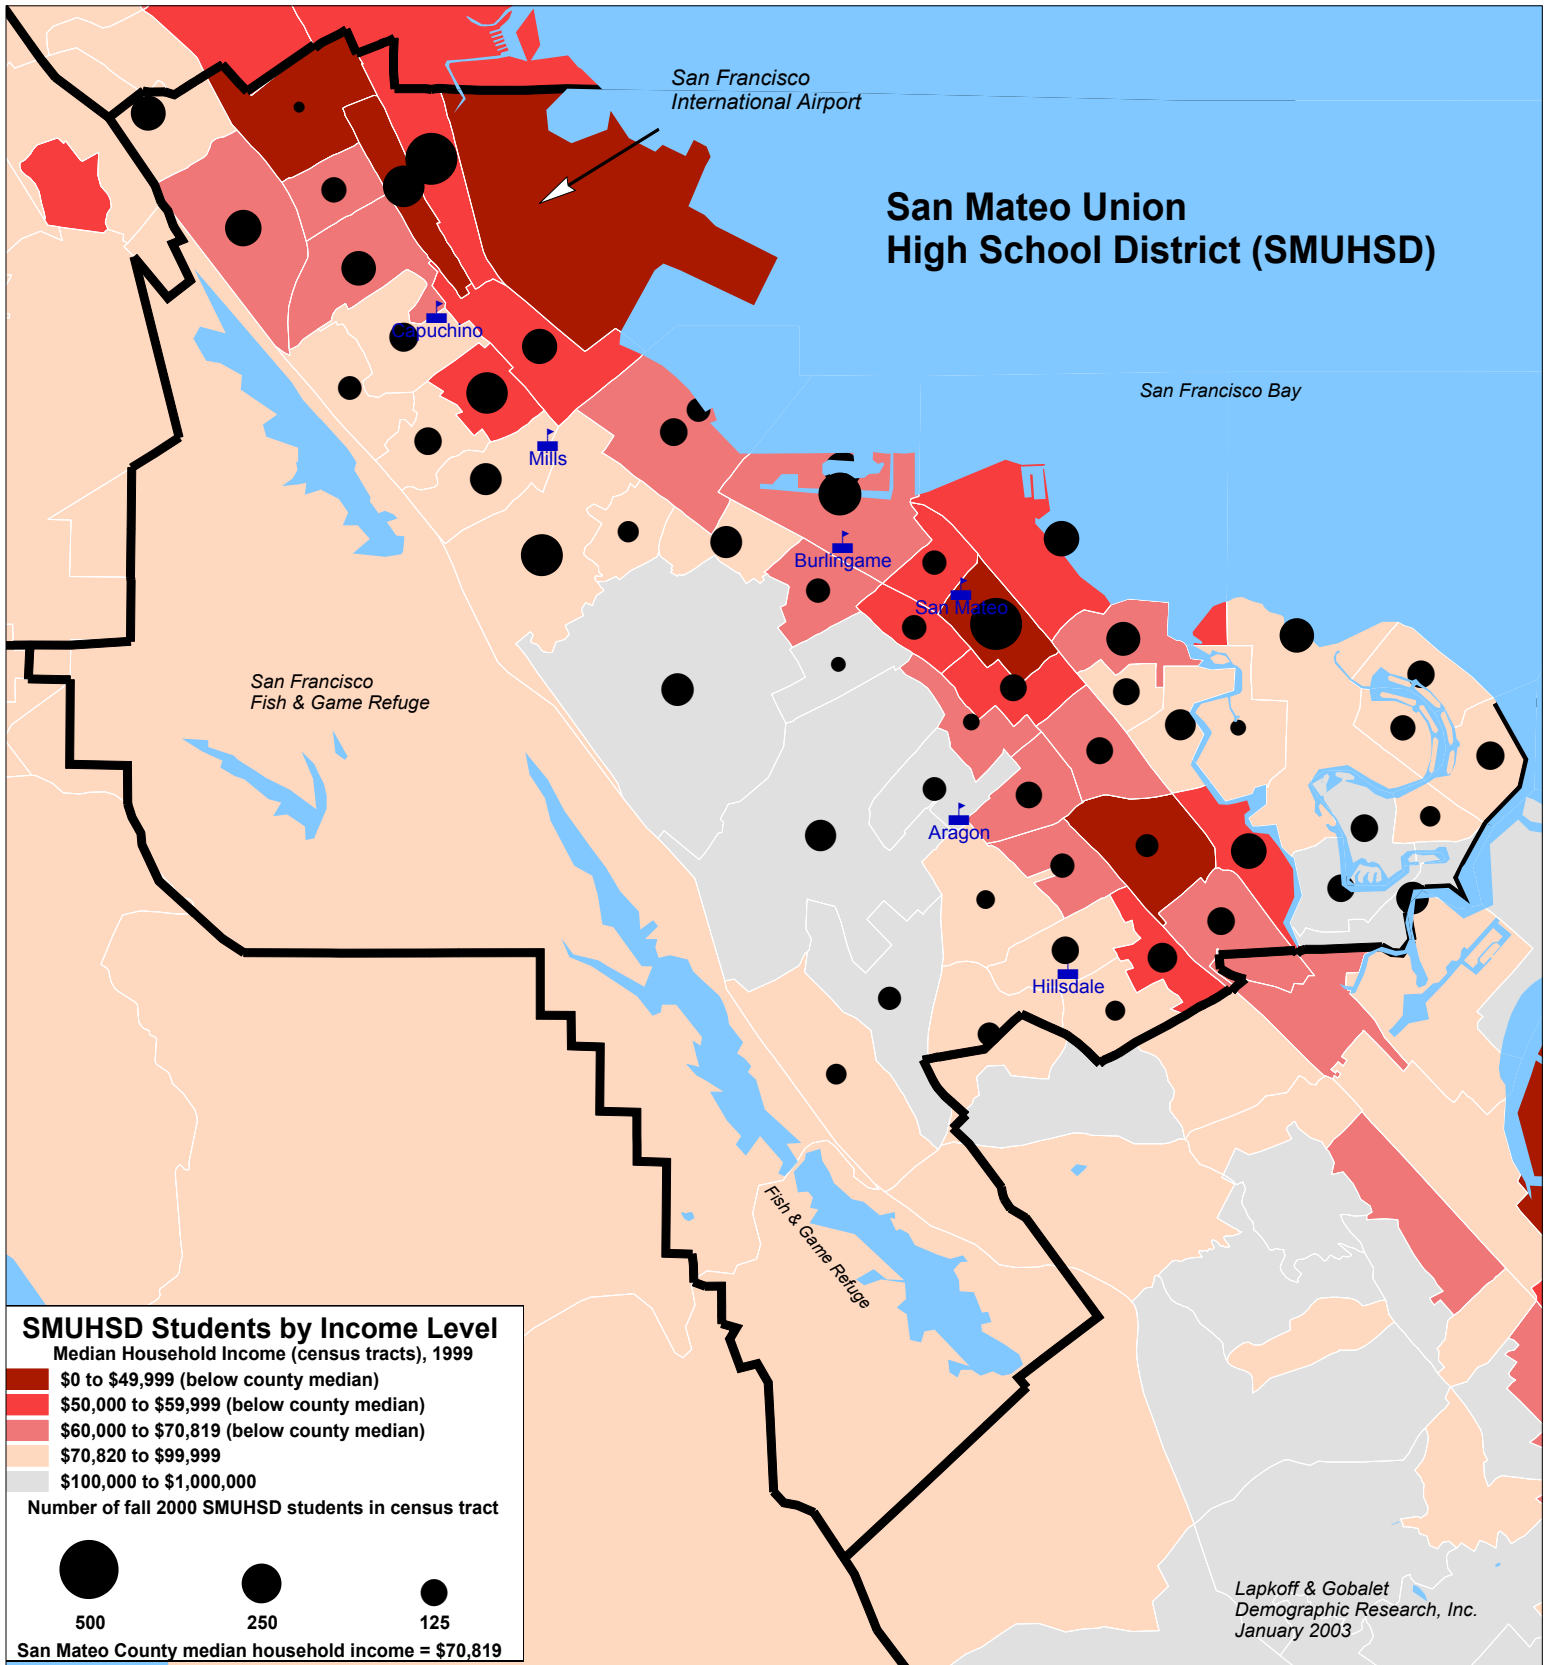 San Francisco
International Airport
San Mateo Union
High School District (SMUHSD)
Capuchino
San Francisco Bay
Mills
Burlingame
San Mateo
San Francisco
Fish & Game Refuge
Aragon
Hillsdale
Fish & Game Refuge
SMUHSD Students by Income Level
Median Household Income (census tracts), 1999
$0 to $49,999 (below county median)
$50,000 to $59,999 (below county median)
$60,000 to $70,819 (below county median)
$70,820 to $99,999
$100,000 to $1,000,000
Number of fall 2000 SMUHSD students in census tract
500 250 125
San Mateo County median household income = $70,819
Lapkoff & Gobalet
Demographic Research, Inc.
January 2003